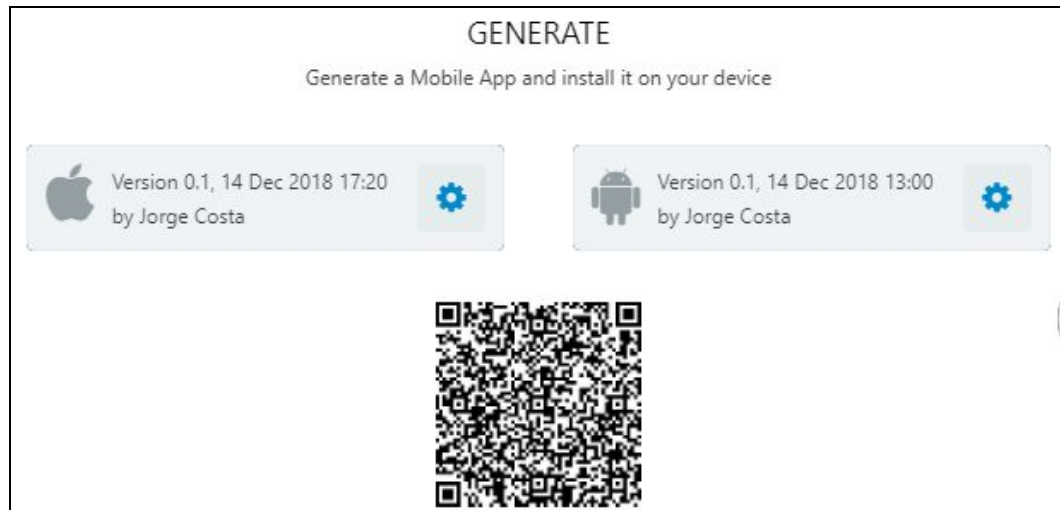 GENERATE
Generate a Mobile App and install it on your device
Version 0.1, 14 Dec 2018 17:20
by Jorge Costa
Version 0.1, 14 Dec 2018 13:00
by Jorge Costa